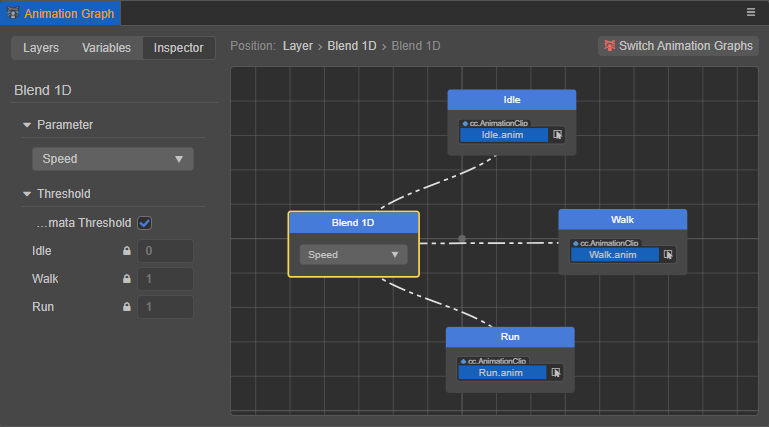 Animation Graph
Layers Variables Inspector
Position: Layer > Blend 1D > Blend 1D
Switch Animation Graphs
Blend 1D
Parameter
Speed
Threshold
...mata Threshold
Idle 0
Walk 1
Run 1
Idle
cc.AnimationClip
Idle.anim
Blend 1D
Speed
Walk
cc.AnimationClip
Walk.anim
Run
cc.AnimationClip
Run.anim